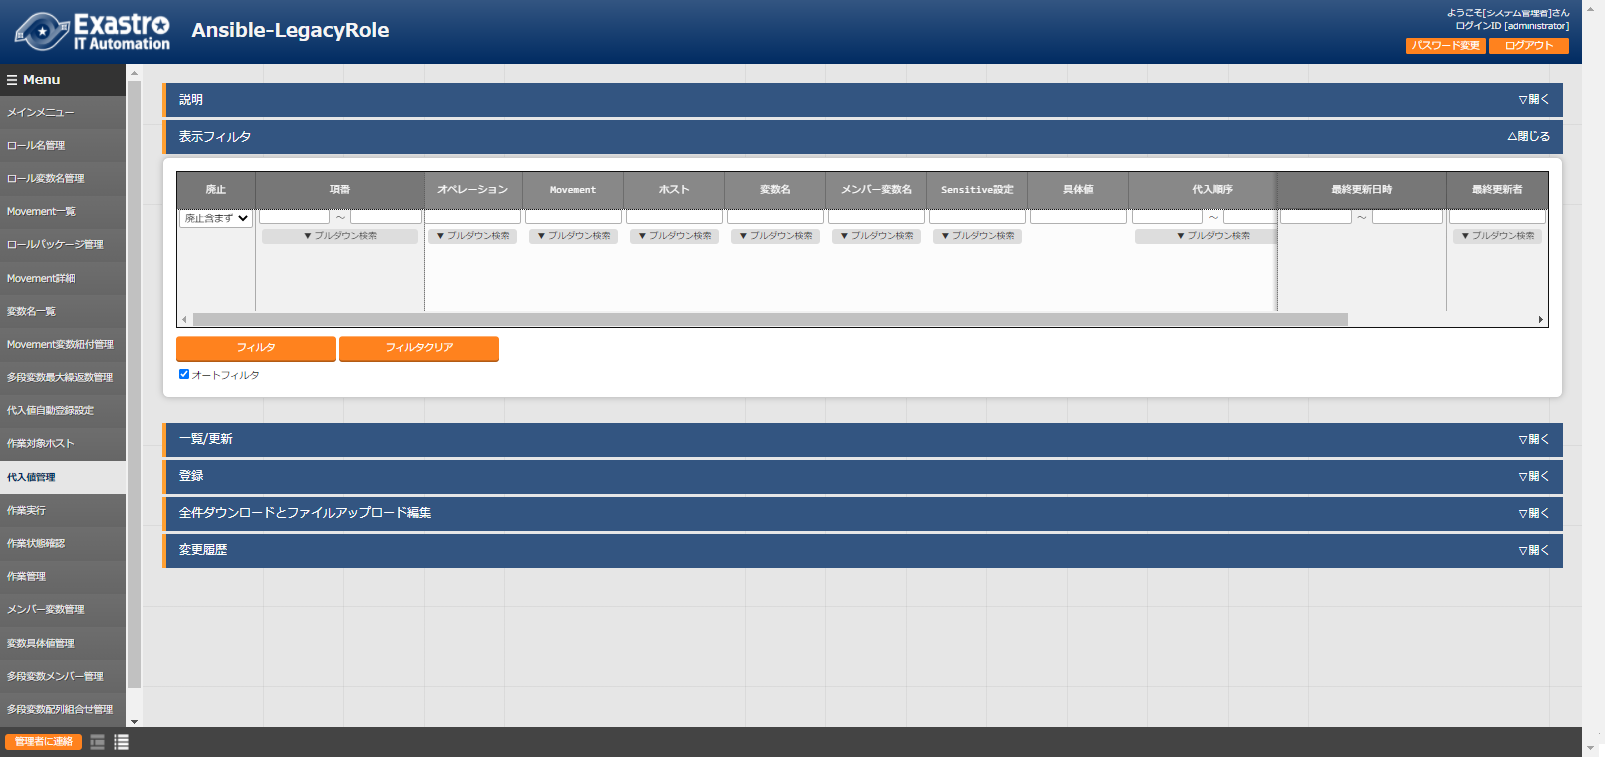 Exastro
IT Automation
Ansible-LegacyRole
ようこそ[システム管理者]さん
ログインID [administrator]
パスワード変更
ログアウト
Menu
メインメニュー
ロール名管理
ロール変数名管理
Movement一覧
ロールパッケージ管理
Movement詳細
変数名一覧
Movement変数紐付管理
多段変数最大繰返数管理
代入値自動登録設定
作業対象ホスト
代入値管理
作業実行
作業状態確認
作業管理
メンバー変数管理
変数具体値管理
多段変数メンバー管理
多段変数配列組合せ管理
管理者に連絡
説明 ▽開く
表示フィルタ △閉じる
廃止 項番 オペレーション Movement ホスト 変数名 メンバー変数名 Sensitive設定 具体値 代入順序 最終更新日時 最終更新者
廃止含まず ～ ～ ～
▼プルダウン検索 ▼プルダウン検索 ▼プルダウン検索 ▼プルダウン検索 ▼プルダウン検索 ▼プルダウン検索 ▼プルダウン検索 ▼プルダウン検索 ▼プルダウン検索
フィルタ フィルタクリア
オートフィルタ
一覧/更新 ▽開く
登録 ▽開く
全件ダウンロードとファイルアップロード編集 ▽開く
変更履歴 ▽開く